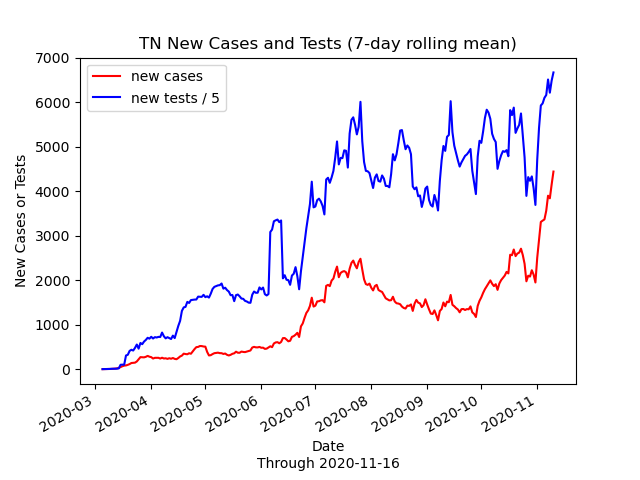 TN New Cases and Tests (7-day rolling mean)
new cases
new tests / 5
New Cases or Tests
7000
6000
5000
4000
3000
2000
1000
0
2020-03
2020-04
2020-05
2020-06
2020-07
2020-08
2020-09
2020-10
2020-11
Date
Through 2020-11-16